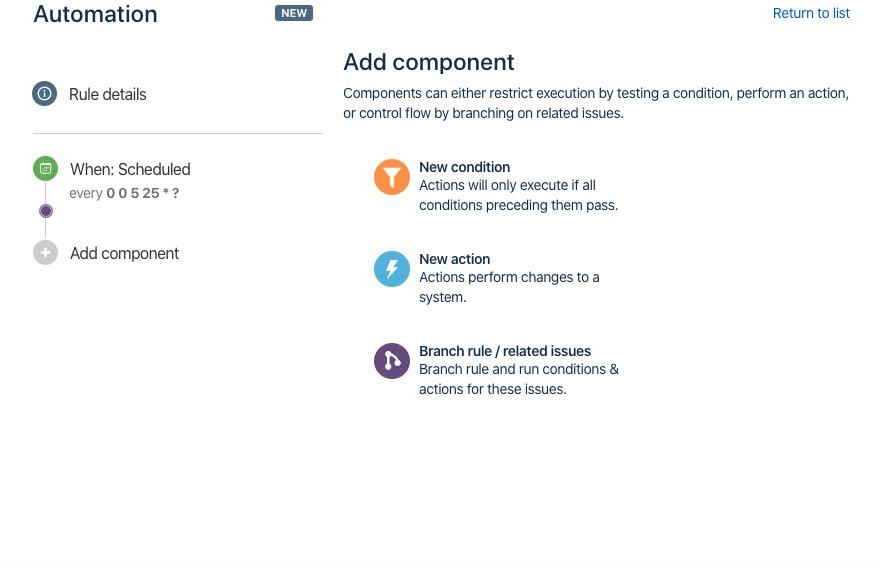 Automation
NEW
Return to list
Rule details
When: Scheduled
every 0 0 5 25 * ?
Add component
Add component
Components can either restrict execution by testing a condition, perform an action,
or control flow by branching on related issues.
New condition
Actions will only execute if all
conditions preceding them pass.
New action
Actions perform changes to a
system.
Branch rule / related issues
Branch rule and run conditions &
actions for these issues.